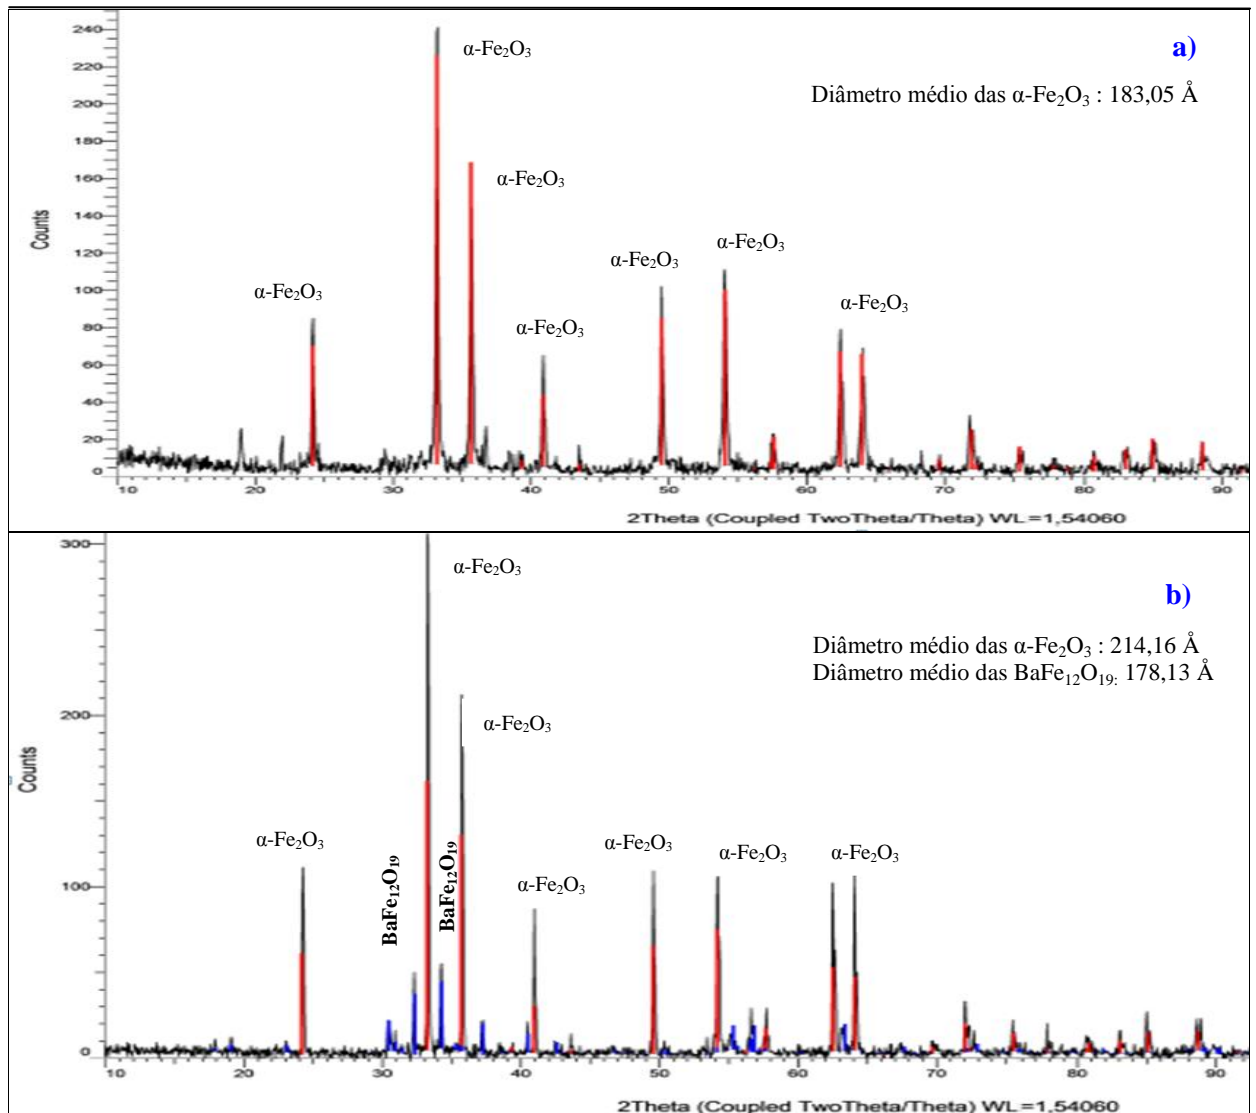 a)
Diâmetro médio das α-Fe₂O₃ : 183,05 Å
α-Fe₂O₃
α-Fe₂O₃
α-Fe₂O₃
α-Fe₂O₃
α-Fe₂O₃
α-Fe₂O₃
α-Fe₂O₃
Counts
240
220
200
180
160
140
120
100
80
60
40
20
0
10 20 30 40 50 60 70 80 90
2Theta (Coupled TwoTheta/Theta) WL=1,54060
b)
Diâmetro médio das α-Fe₂O₃ : 214,16 Å
Diâmetro médio das BaFe₁₂O₁₉: 178,13 Å
α-Fe₂O₃
α-Fe₂O₃
α-Fe₂O₃
BaFe₁₂O₁₉
BaFe₁₂O₁₉
α-Fe₂O₃
α-Fe₂O₃
α-Fe₂O₃
α-Fe₂O₃
Counts
300
200
100
0
10 20 30 40 50 60 70 80 90
2Theta (Coupled TwoTheta/Theta) WL=1,54060